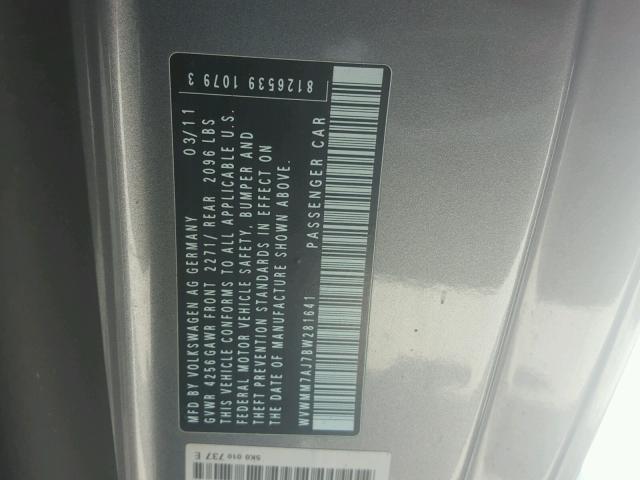 MFD BY VOLKSWAGEN AG GERMANY 03/11
GVWR 4256GAWR FRONT 2271/ REAR 2096 LBS
THIS VEHICLE CONFORMS TO ALL APPLICABLE U.S.
FEDERAL MOTOR VEHICLE SAFETY, BUMPER AND
THEFT PREVENTION STANDARDS IN EFFECT ON
THE DATE OF MANUFACTURE SHOWN ABOVE.
WVWMM7AJ7BW281641 PASSENGER CAR
8126539 1079 3
5K0 010 737 E